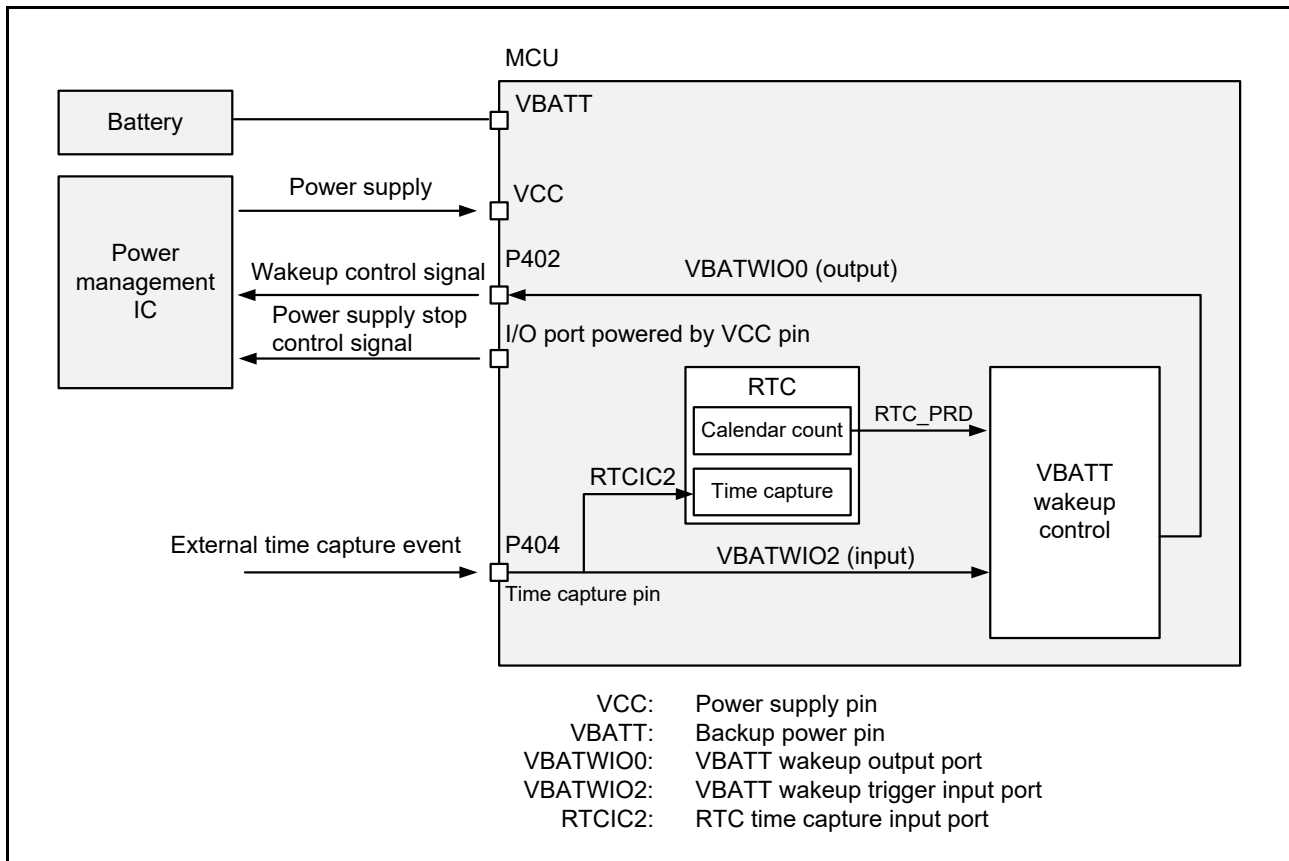 MCU
VBATT
Battery
Power supply
VCC
Power
management
IC
P402
Wakeup control signal
VBATWIO0 (output)
Power supply stop
control signal
I/O port powered by VCC pin
RTC
Calendar count
RTC_PRD
RTCIC2
Time capture
VBATT
wakeup
control
External time capture event
P404
VBATWIO2 (input)
Time capture pin
VCC: Power supply pin
VBATT: Backup power pin
VBATWIO0: VBATT wakeup output port
VBATWIO2: VBATT wakeup trigger input port
RTCIC2: RTC time capture input port